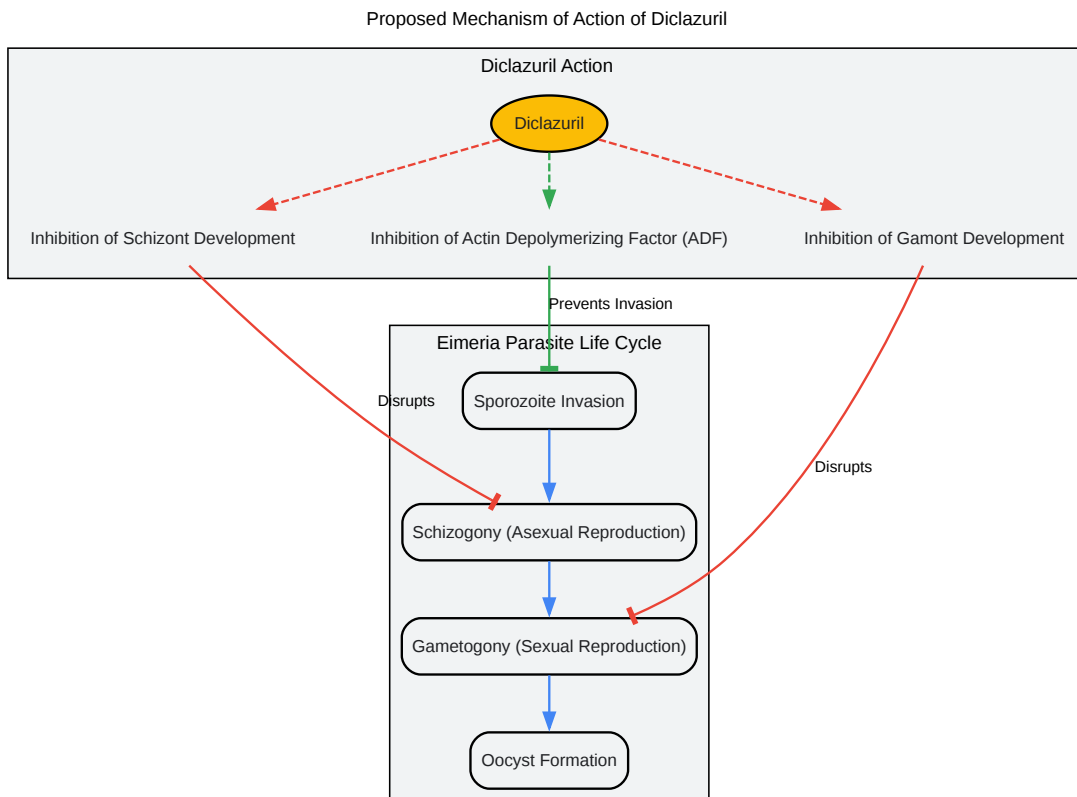 Proposed Mechanism of Action of Diclazuril
Diclazuril Action
Diclazuril
Inhibition of Schizont Development
Inhibition of Actin Depolymerizing Factor (ADF)
Inhibition of Gamont Development
Prevents Invasion
Eimeria Parasite Life Cycle
Sporozoite Invasion
Disrupts
Disrupts
Schizogony (Asexual Reproduction)
Gametogony (Sexual Reproduction)
Oocyst Formation